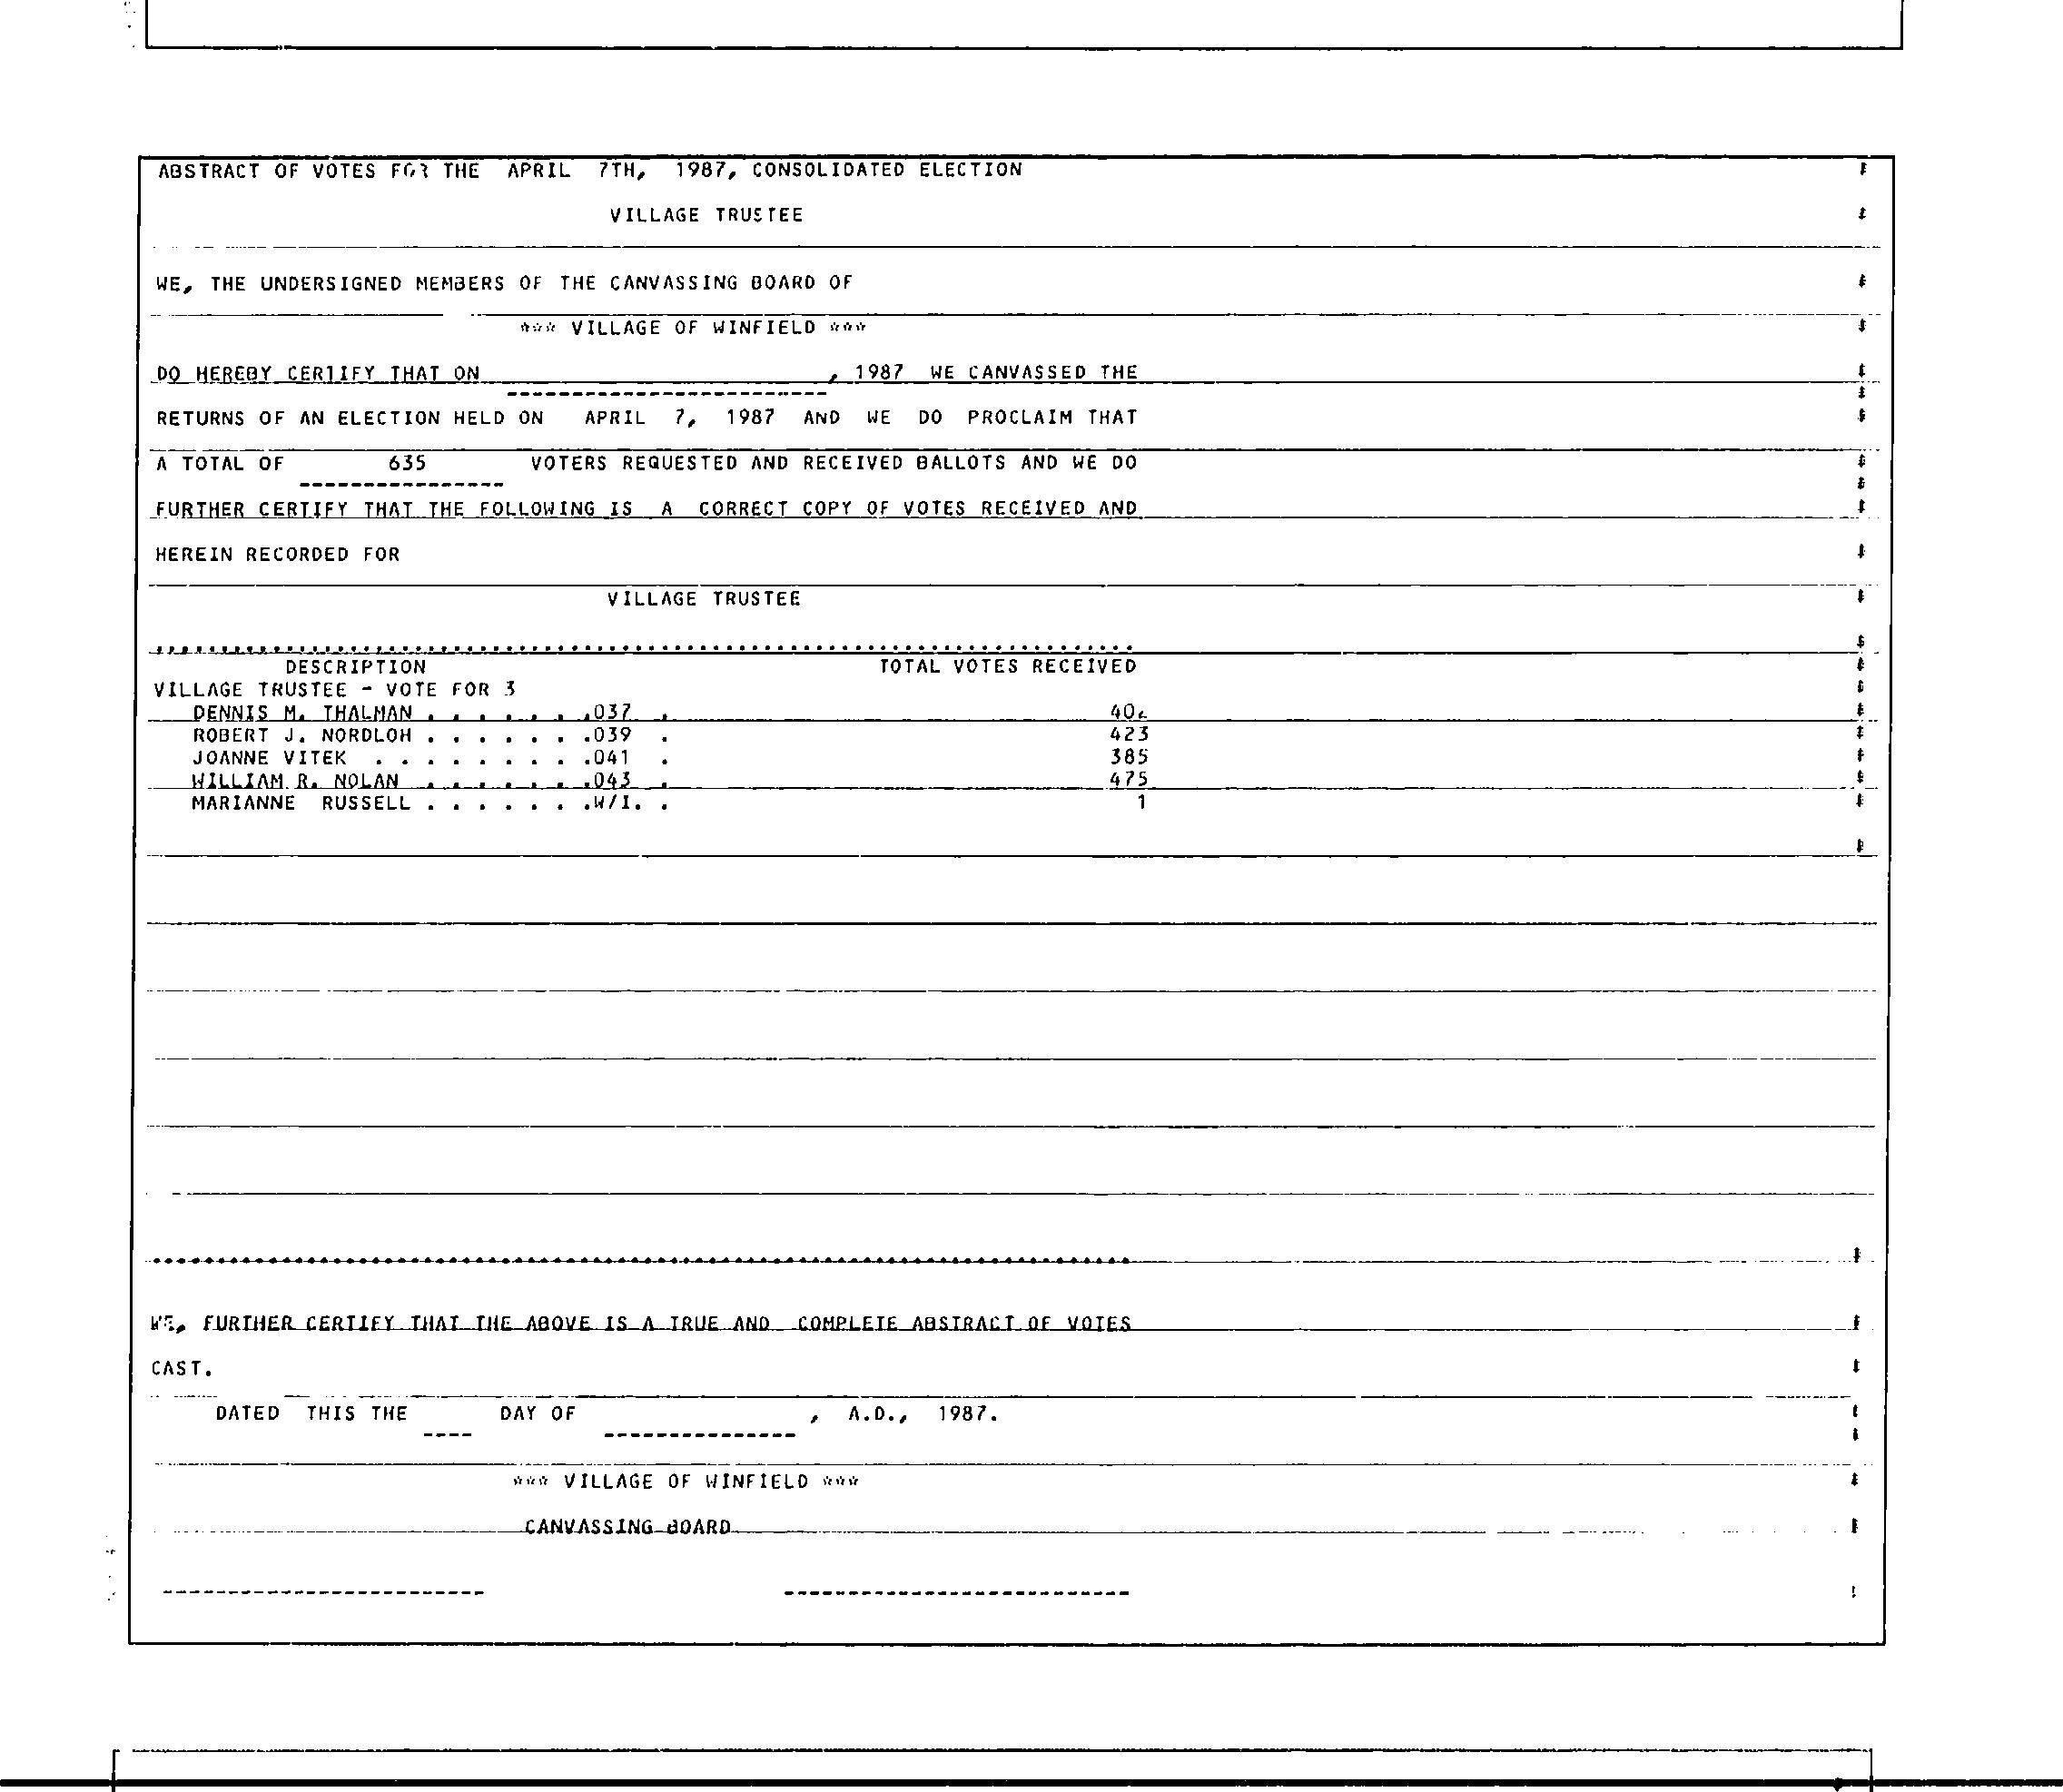 ABSTRACT OF VOTES FOR THE APRIL 7TH, 1987, CONSOLIDATED ELECTION
VILLAGE TRUSTEE
WE, THE UNDERSIGNED MEMBERS OF THE CANVASSING BOARD OF
*** VILLAGE OF WINFIELD ***
DO HEREBY CERTIFY THAT ON , 1987 WE CANVASSED THE
RETURNS OF AN ELECTION HELD ON APRIL 7, 1987 AND WE DO PROCLAIM THAT
A TOTAL OF 635 VOTERS REQUESTED AND RECEIVED BALLOTS AND WE DO
FURTHER CERTIFY THAT THE FOLLOWING IS A CORRECT COPY OF VOTES RECEIVED AND
HEREIN RECORDED FOR
VILLAGE TRUSTEE
DESCRIPTION TOTAL VOTES RECEIVED
VILLAGE TRUSTEE - VOTE FOR 3
DENNIS M. THALMAN . . . . . . .037 .
ROBERT J. NORDLOH . . . . . . .039 . 423
JOANNE VITEK . . . . . . . . .041 . 385
WILLIAM R. NOLAN . . . . . . .043 . 475
MARIANNE RUSSELL . . . . . . .W/I. . 1
WE, FURTHER CERTIFY THAT THE ABOVE IS A TRUE AND COMPLETE ABSTRACT OF VOTES
CAST.
DATED THIS THE ---- DAY OF --------------- , A.D., 1987.
*** VILLAGE OF WINFIELD ***
CANVASSING BOARD